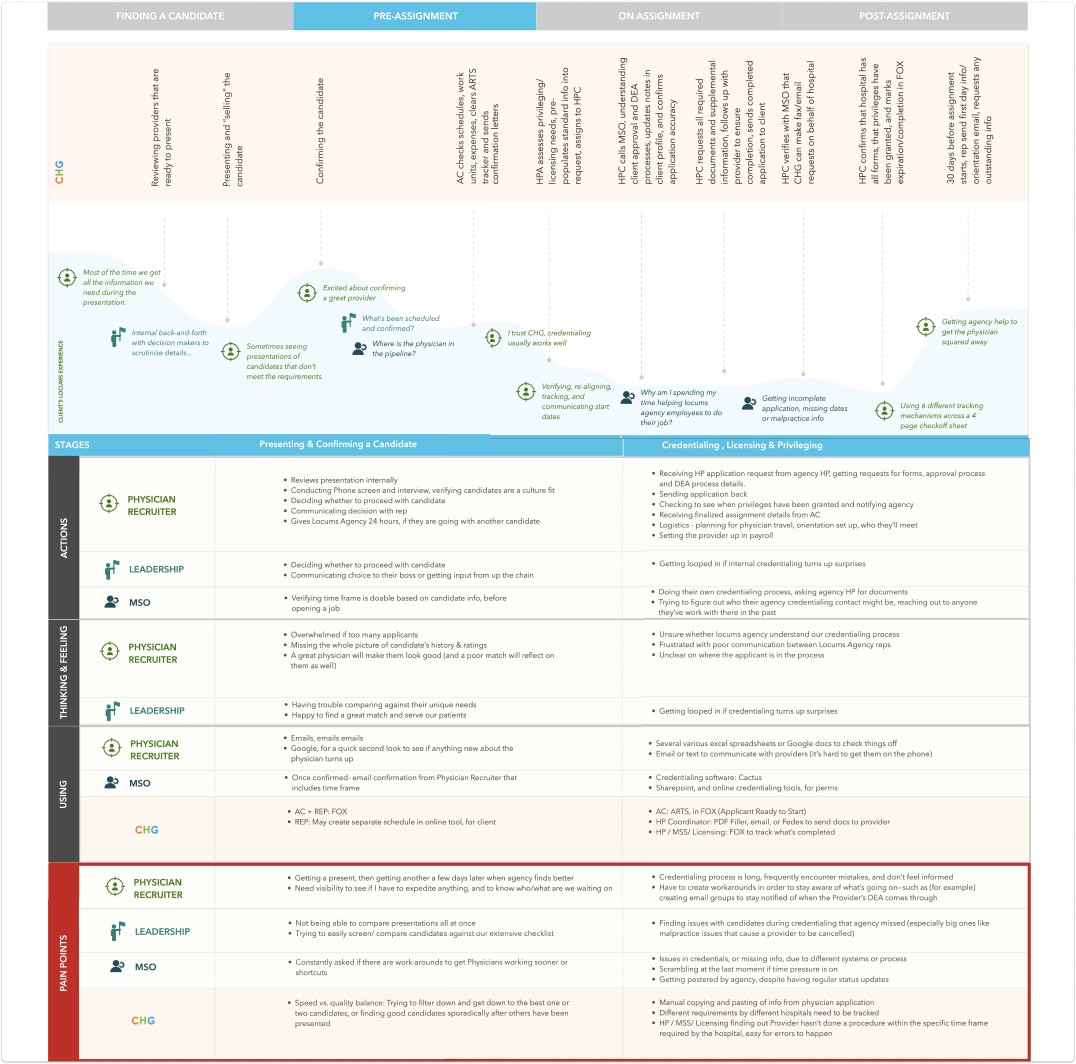 FINDING A CANDIDATE
PRE-ASSIGNMENT
ON ASSIGNMENT
POST-ASSIGNMENT
CHG
Reviewing providers that are
ready to present
Presenting and "selling" the
candidate
Confirming the candidate
AC checks schedules, work
units, expenses, clears ARTS
tracker and sends
confirmation letters
HPA assesses privileging/
licensing needs, pre-
populates standard info into
request, assigns to HPC
HPC calls MSO, understanding
client approval and DEA
processes, updates notes in
client profile, and confirms
application accuracy
HPC requests all required
documents and supplemental
information, follows up with
provider to ensure
completion, sends completed
application to client
HPC verifies with MSO that
CHG can make fax/email
requests on behalf of hospital
HPC confirms that hospital has
all forms, that privileges have
been granted, and marks
expiration/completion in FOX
30 days before assignment
starts, rep send first day info/
orientation email, requests any
outstanding info
CLIENT'S LOCUMS EXPERIENCE
Most of the time we get
all the information we
need during the
presentation.
Internal back-and-forth
with decision makers to
scrutinize details...
Sometimes seeing
presentations of
candidates that don't
meet the requirements.
Excited about confirming
a great provider
What's been scheduled
and confirmed?
Where is the physician in
the pipeline?
I trust CHG, credentialing
usually works well
Verifying, re-aligning,
tracking, and
communicating start
dates
Why am I spending my
time helping locums
agency employees to do
their job?
Getting incomplete
application, missing dates
or malpractice info
Using 6 different tracking
mechanisms across a 4
page checkoff sheet
Getting agency help to
get the physician
squared away
STAGES
Presenting & Confirming a Candidate
Credentialing , Licensing & Privileging
ACTIONS
PHYSICIAN
RECRUITER
• Reviews presentation internally
• Conducting Phone screen and interview, verifying candidates are a culture fit
• Deciding whether to proceed with candidate
• Communicating decision with rep
• Gives Locums Agency 24 hours, if they are going with another candidate
• Receiving HP application request from agency HP, getting requests for forms, approval process
and DEA process details.
• Sending application back
• Checking to see when privileges have been granted and notifying agency
• Receiving finalized assignment details from AC
• Logistics - planning for physician travel, orientation set up, who they'll meet
• Setting the provider up in payroll
LEADERSHIP
• Deciding whether to proceed with candidate
• Communicating choice to their boss or getting input from up the chain
• Getting looped in if internal credentialing turns up surprises
MSO
• Verifying time frame is doable based on candidate info, before
opening a job
• Doing their own credentialing process, asking agency HP for documents
• Trying to figure out who their agency credentialing contact might be, reaching out to anyone
they've work with there in the past
THINKING & FEELING
PHYSICIAN
RECRUITER
• Overwhelmed if too many applicants
• Missing the whole picture of candidate's history & ratings
• A great physician will make them look good (and a poor match will reflect on
them as well)
• Unsure whether locums agency understand our credentialing process
• Frustrated with poor communication between Locums Agency reps
• Unclear on where the applicant is in the process
LEADERSHIP
• Having trouble comparing against their unique needs
• Happy to find a great match and serve our patients
• Getting looped in if credentialing turns up surprises
USING
PHYSICIAN
RECRUITER
• Emails, emails emails
• Google, for a quick second look to see if anything new about the
physician turns up
• Several various excel spreadsheets or Google docs to check things off
• Email or text to communicate with providers (it's hard to get them on the phone)
MSO
• Once confirmed- email confirmation from Physician Recruiter that
includes time frame
• Credentialing software: Cactus
• Sharepoint, and online credentialing tools, for perms
CHG
• AC + REP: FOX
• REP: May create separate schedule in online tool, for client
• AC: ARTS, in FOX (Applicant Ready to Start)
• HP Coordinator: PDF Filler, email, or Fedex to send docs to provider
• HP / MSS/ Licensing: FOX to track what's completed
PAIN POINTS
PHYSICIAN
RECRUITER
• Getting a present, then getting another a few days later when agency finds better
• Need visibility to see if I have to expedite anything, and to know who/what are we waiting on
• Credentialing process is long, frequently encounter mistakes, and don't feel informed
• Have to create workarounds in order to stay aware of what's going on–such as (for example)
creating email groups to stay notified of when the Provider's DEA comes through
LEADERSHIP
• Not being able to compare presentations all at once
• Trying to easily screen/ compare candidates against our extensive checklist
• Finding issues with candidates during credentialing that agency missed (especially big ones like
malpractice issues that cause a provider to be cancelled)
MSO
• Constantly asked if there are work-arounds to get Physicians working sooner or
shortcuts
• Issues in credentials, or missing info, due to different systems or process
• Scrambling at the last moment if time pressure is on
• Getting pestered by agency, despite having regular status updates
CHG
• Speed vs. quality balance: Trying to filter down and get down to the best one or
two candidates, or finding good candidates sporadically after others have been
presented
• Manual copying and pasting of info from physician application
• Different requirements by different hospitals need to be tracked
• HP / MSS/ Licensing finding out Provider hasn't done a procedure within the specific time frame
required by the hospital, easy for errors to happen